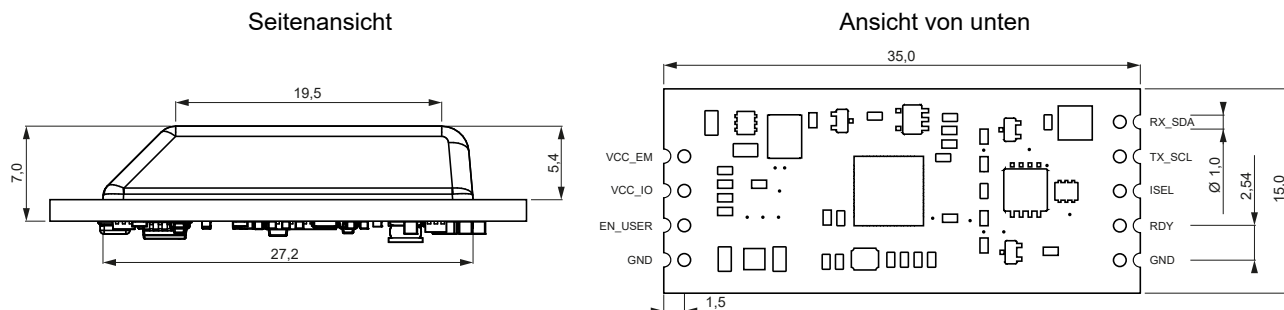 Seitenansicht
19,5
7,0
5,4
27,2
Ansicht von unten
35,0
VCC_EM
VCC_IO
EN_USER
GND
RX_SDA
TX_SCL
ISEL
RDY
GND
Ø 1,0
2,54
15,0
1,5